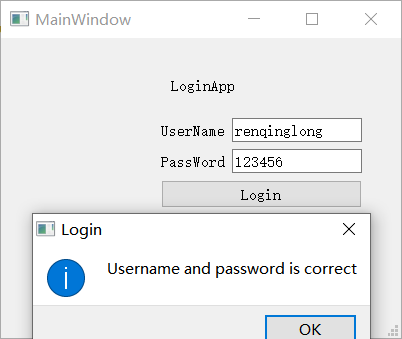 MainWindow
LoginApp
UserName renqinglong
PassWord 123456
Login
Login
Username and password is correct
OK